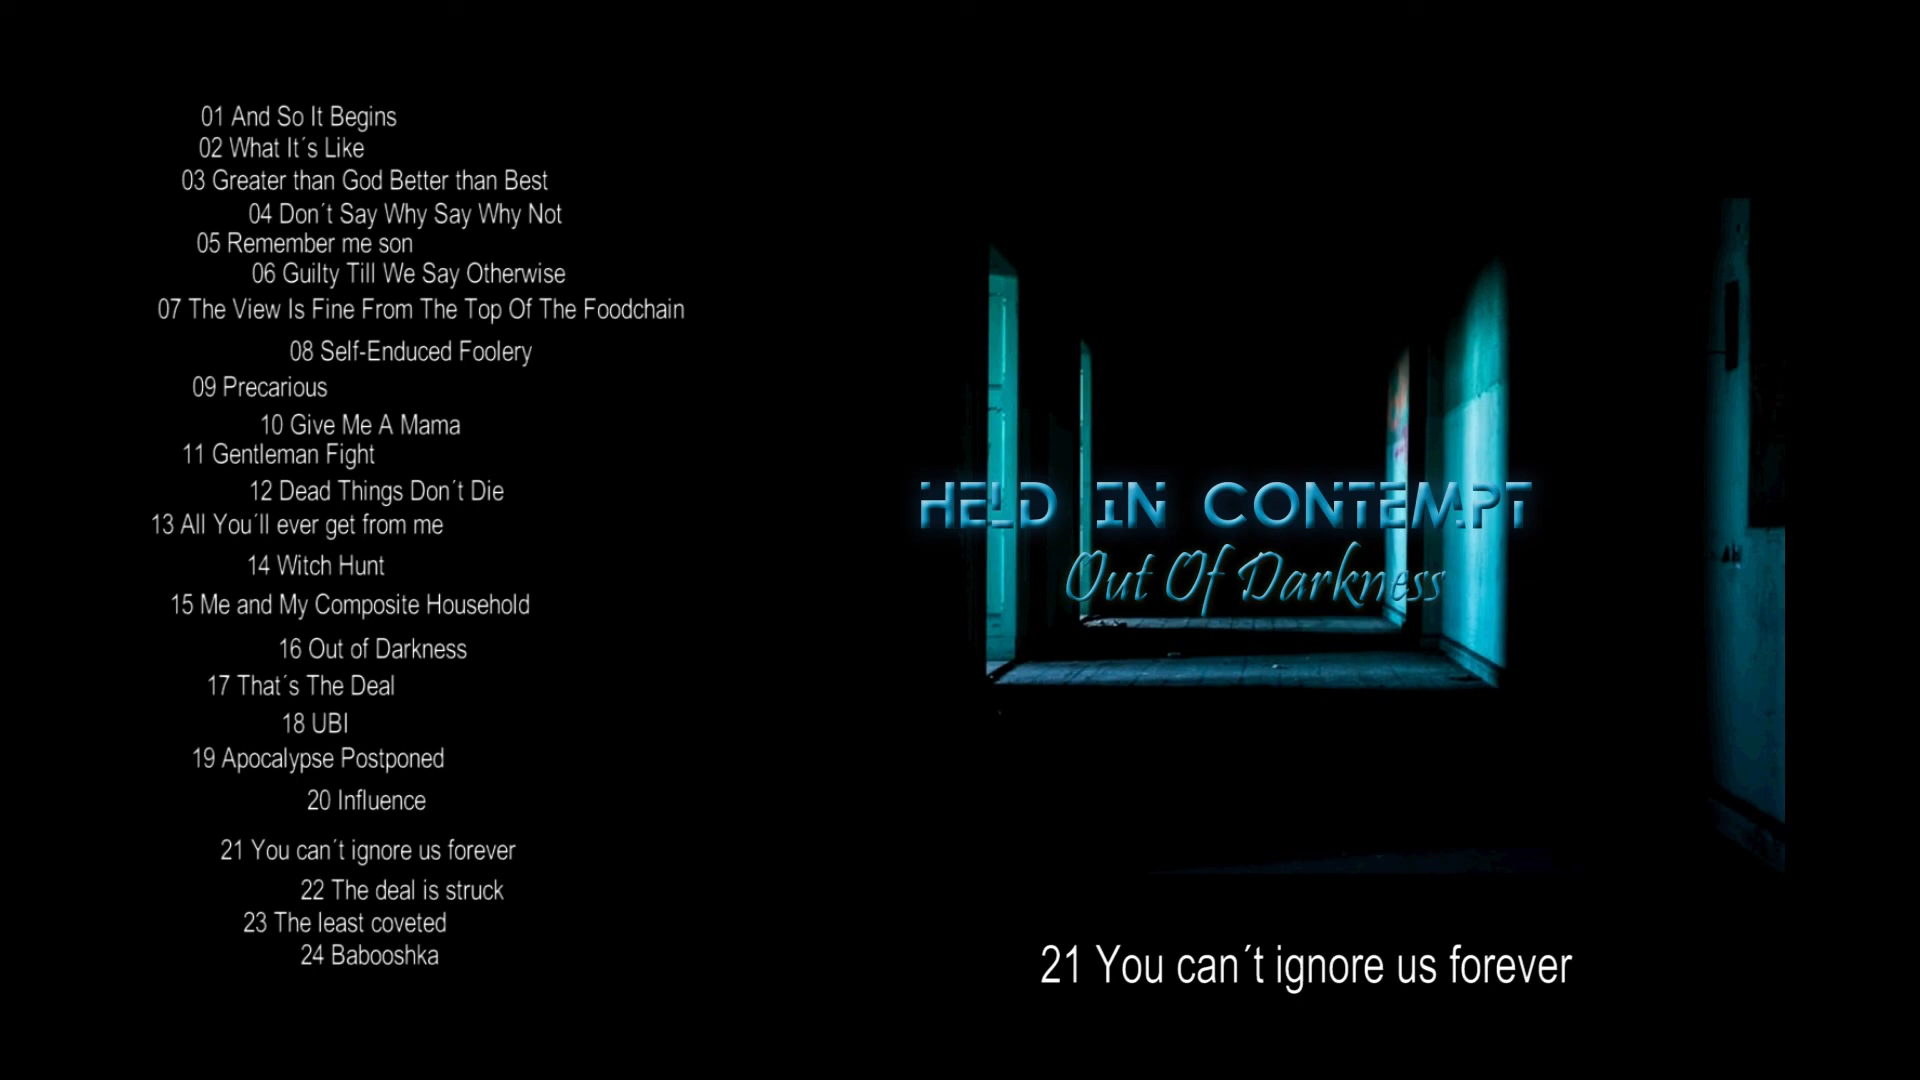 01 And So It Begins
02 What It´s Like
03 Greater than God Better than Best
04 Don´t Say Why Say Why Not
05 Remember me son
06 Guilty Till We Say Otherwise
07 The View Is Fine From The Top Of The Foodchain
08 Self-Enduced Foolery
09 Precarious
10 Give Me A Mama
11 Gentleman Fight
12 Dead Things Don´t Die
13 All You´ll ever get from me
14 Witch Hunt
15 Me and My Composite Household
16 Out of Darkness
17 That´s The Deal
18 UBI
19 Apocalypse Postponed
20 Influence
21 You can´t ignore us forever
22 The deal is struck
23 The least coveted
24 Babooshka
HELD IN CONTEMPT
Out Of Darkness
21 You can´t ignore us forever